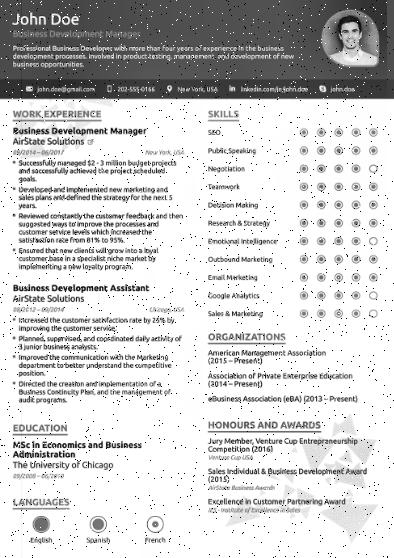 John Doe
Business Development Manager
Professional Business Developer with more than four years of experience in the business
development processes. Involved in product testing, management, and development of new
business opportunities.
john.doe@gmail.com
202-555-0166
New York, USA
linkedin.com/in/john.doe
john.doe
WORK EXPERIENCE
Business Development Manager
AirState Solutions
09/2014 – 06/2017
New York, USA
Successfully managed $2 - 3 million budget projects
and successfully achieved the project scheduled
goals.
Developed and implemented new marketing and
sales plans and defined the strategy for the next 5
years.
Reviewed constantly the customer feedback and then
suggested ways to improve the processes and
customer service levels which increased the
satisfaction rate from 81% to 95%.
Ensured that new clients will grow into a loyal
customer base in a specialist niche market by
implementing a new loyalty program.
Business Development Assistant
AirState Solutions
08/2012 – 09/2014
Chicago, USA
Increased the customer satisfaction rate by 25% by
improving the customer service.
Planned, supervised, and coordinated daily activity of
3 junior business analysts.
Improved the communication with the Marketing
department to better understand the competitive
position.
Directed the creation and implementation of a
Business Continuity Plan, and the management of
audit programs.
EDUCATION
MSc in Economics and Business
Administration
The University of Chicago
09/2008 – 06/2010
LANGUAGES
English
Spanish
French
SKILLS
SEO
Public Speaking
Negotiation
Teamwork
Decision Making
Research & Strategy
Emotional Intelligence
Outbound Marketing
Email Marketing
Google Analytics
Sales & Marketing
ORGANIZATIONS
American Management Association
(2015 – Present)
Association of Private Enterprise Education
(2014 – Present)
eBusiness Association (eBA) (2013 – Present)
HONOURS AND AWARDS
Jury Member, Venture Cup Entrepreneurship
Competition (2016)
Venture Cup USA
Sales Individual & Business Development Award
(2015)
AirState Business Awards
Excellence in Customer Partnering Award
IES - Institute of Excellence in Sales